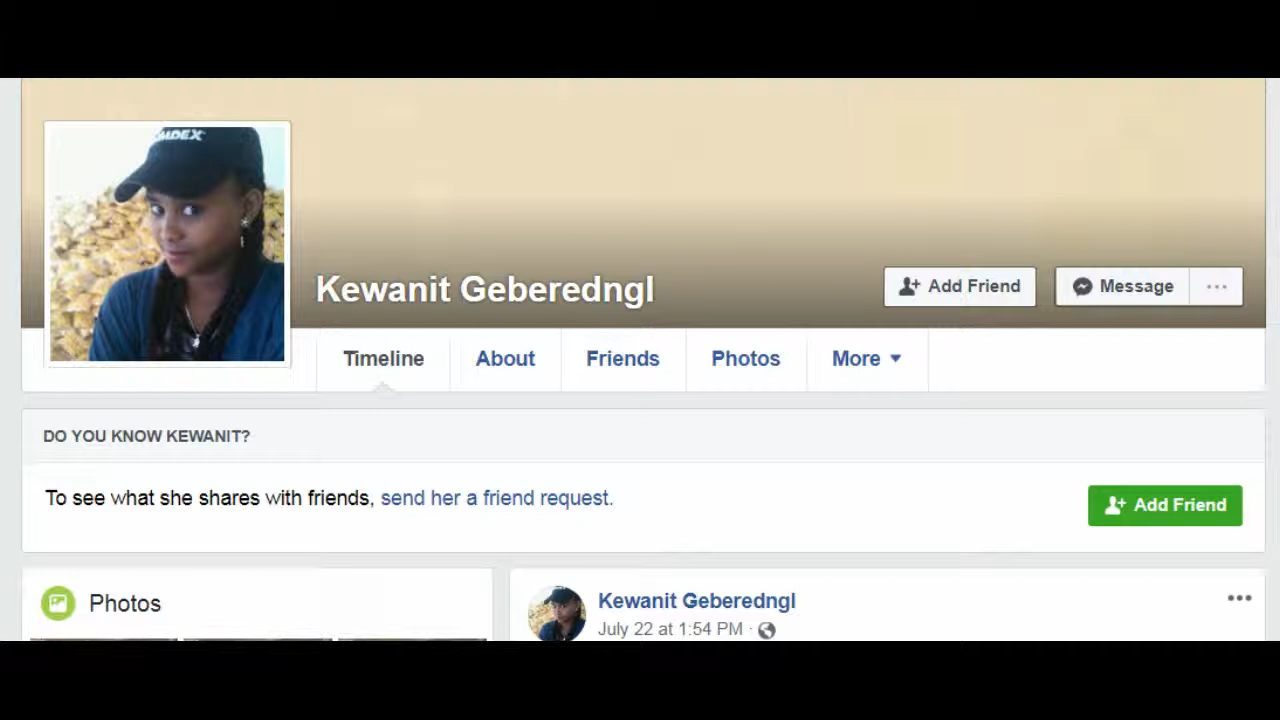 Kewanit Geberedngl
Add Friend
Message
Timeline
About
Friends
Photos
More
DO YOU KNOW KEWANIT?
To see what she shares with friends, send her a friend request.
Add Friend
Photos
Kewanit Geberedngl
July 22 at 1:54 PM ·